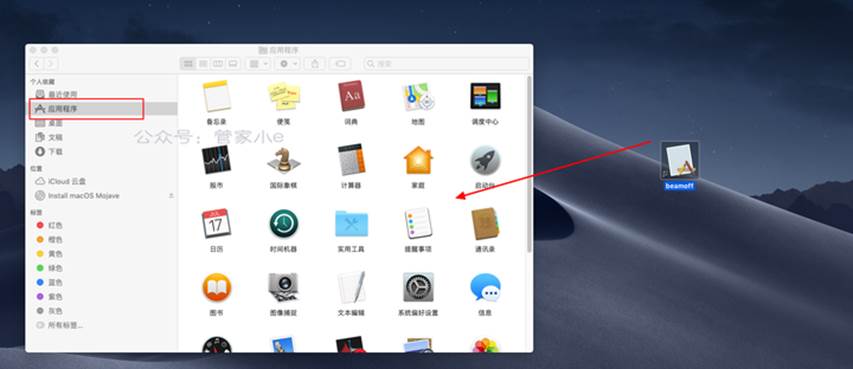 应用程序
搜索
个人收藏
最近使用
应用程序
桌面
文稿
下载
位置
iCloud 云盘
Install macOS Mojave
标签
红色
橙色
黄色
绿色
蓝色
紫色
灰色
所有标签...
公众号：管家小e
备忘录 便笺 词典 地图 调度中心
股市 国际象棋 计算器 家庭 启动台
日历 时间机器 实用工具 提醒事项 通讯录
图书 图像捕捉 文本编辑 系统偏好设置 信息
Aa
JUL
17
beamoff